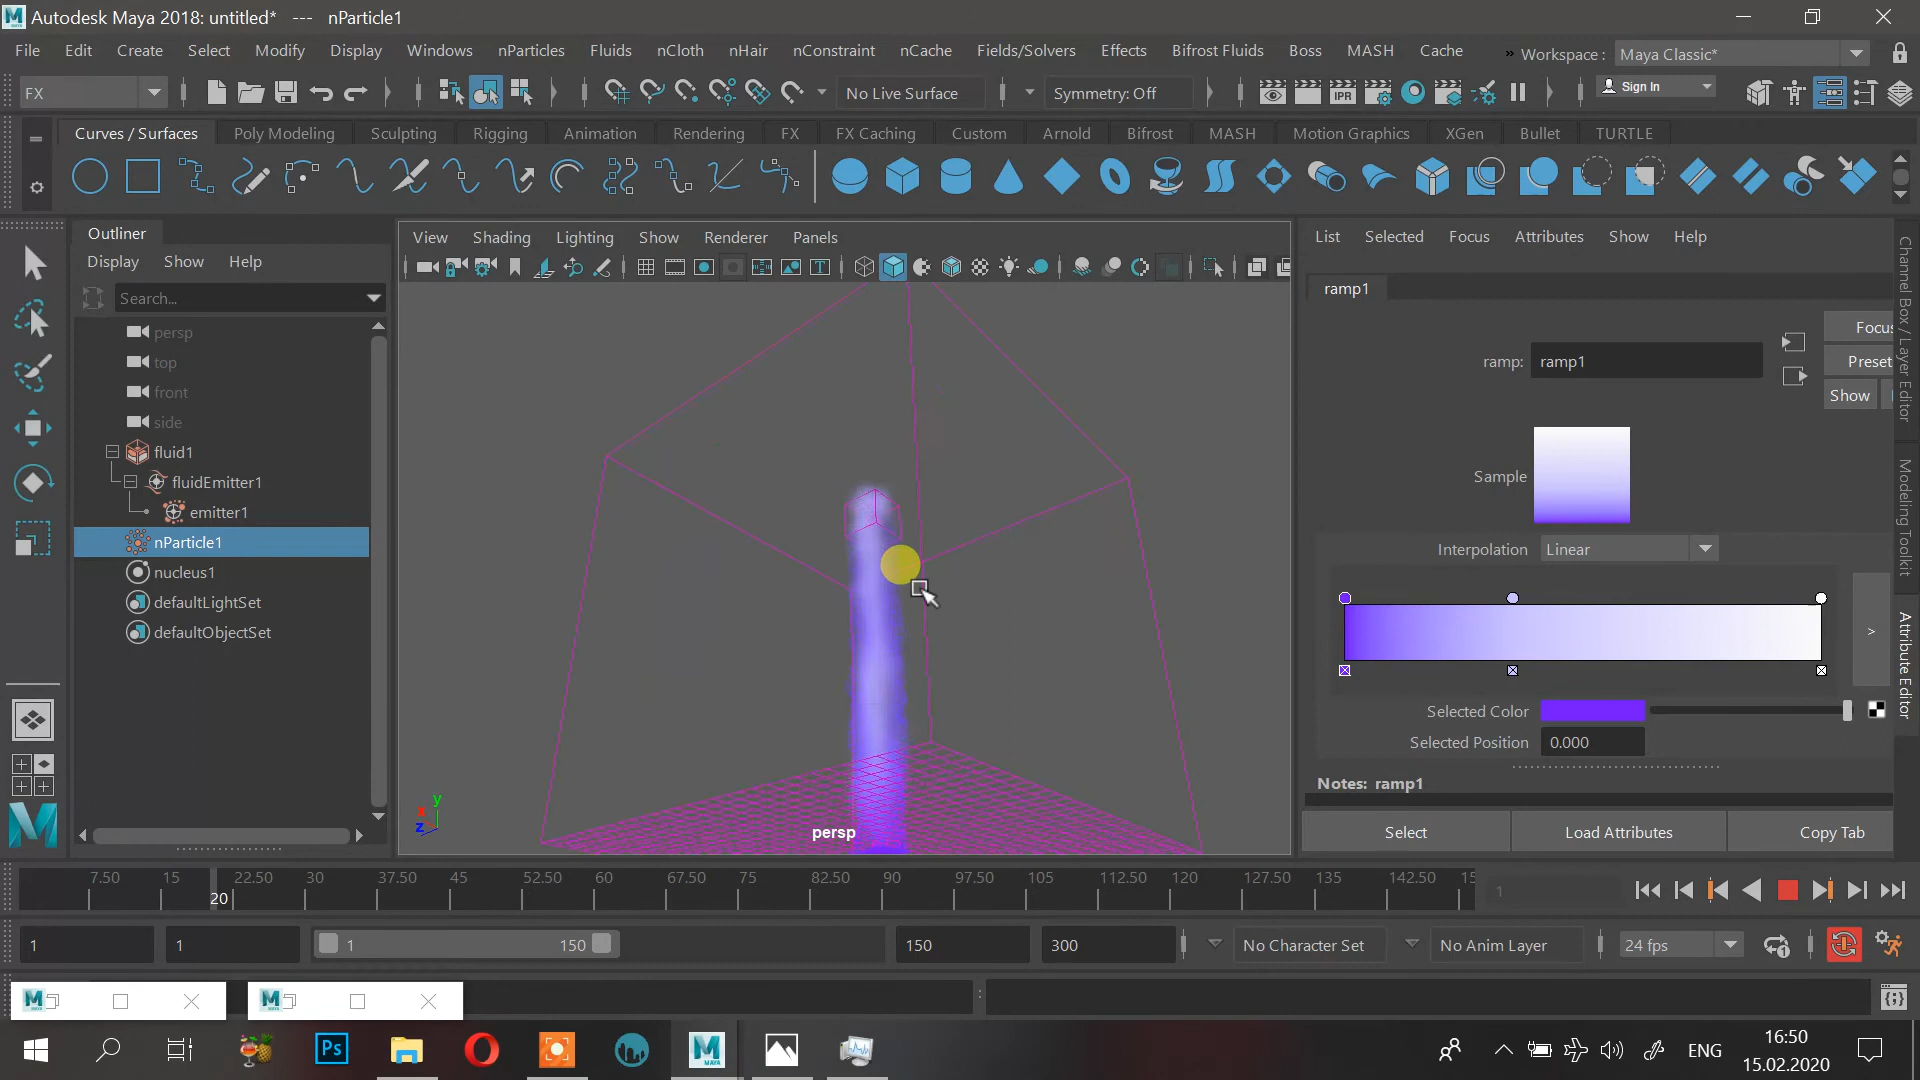 Autodesk Maya 2018: untitled*   ---   nParticle1
File Edit Create Select Modify Display Windows nParticles Fluids nCloth nHair nConstraint nCache Fields/Solvers Effects Bifrost Fluids Boss MASH Cache » Workspace : Maya Classic*
FX No Live Surface Symmetry: Off IPR Sign In
Curves / Surfaces Poly Modeling Sculpting Rigging Animation Rendering FX FX Caching Custom Arnold Bifrost MASH Motion Graphics XGen Bullet TURTLE
Outliner
Display Show Help
Search...
persp
top
front
side
fluid1
fluidEmitter1
emitter1
nParticle1
nucleus1
defaultLightSet
defaultObjectSet
View Shading Lighting Show Renderer Panels
persp
x y z
List Selected Focus Attributes Show Help
ramp1
Focus
ramp: ramp1
Preset
Show
Sample
Interpolation Linear
>
Selected Color
Selected Position 0.000
Notes: ramp1
Select Load Attributes Copy Tab
Channel Box / Layer Editor
Modeling Toolkit
Attribute Editor
7.50 15 22.50 30 37.50 45 52.50 60 67.50 75 82.50 90 97.50 105 112.50 120 127.50 135 142.50 15
20
1
1 1 1 150 150 300 No Character Set No Anim Layer 24 fps
MAYA
Ps
ENG
16:50
15.02.2020